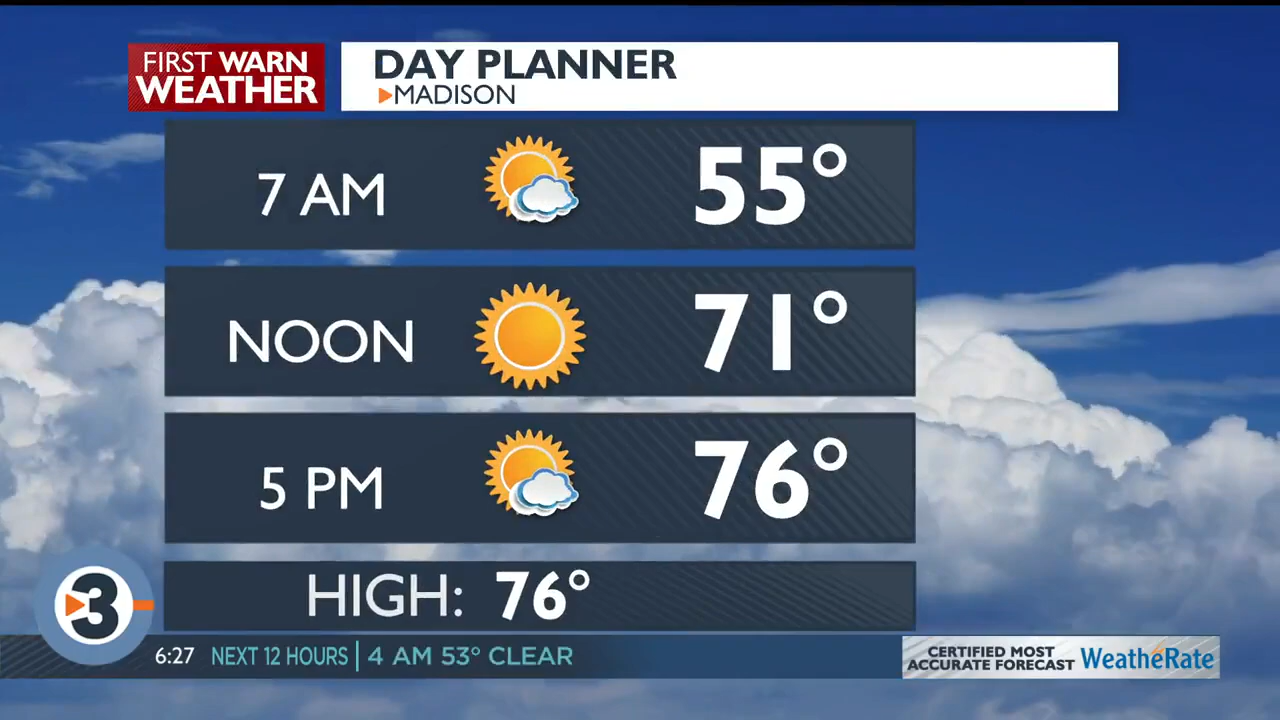 FIRST WARN
WEATHER
DAY PLANNER
MADISON
7 AM 55°
NOON 71°
5 PM 76°
HIGH: 76°
3
6:27 NEXT 12 HOURS | 4 AM 53° CLEAR
CERTIFIED MOST
ACCURATE FORECAST WeatheRate